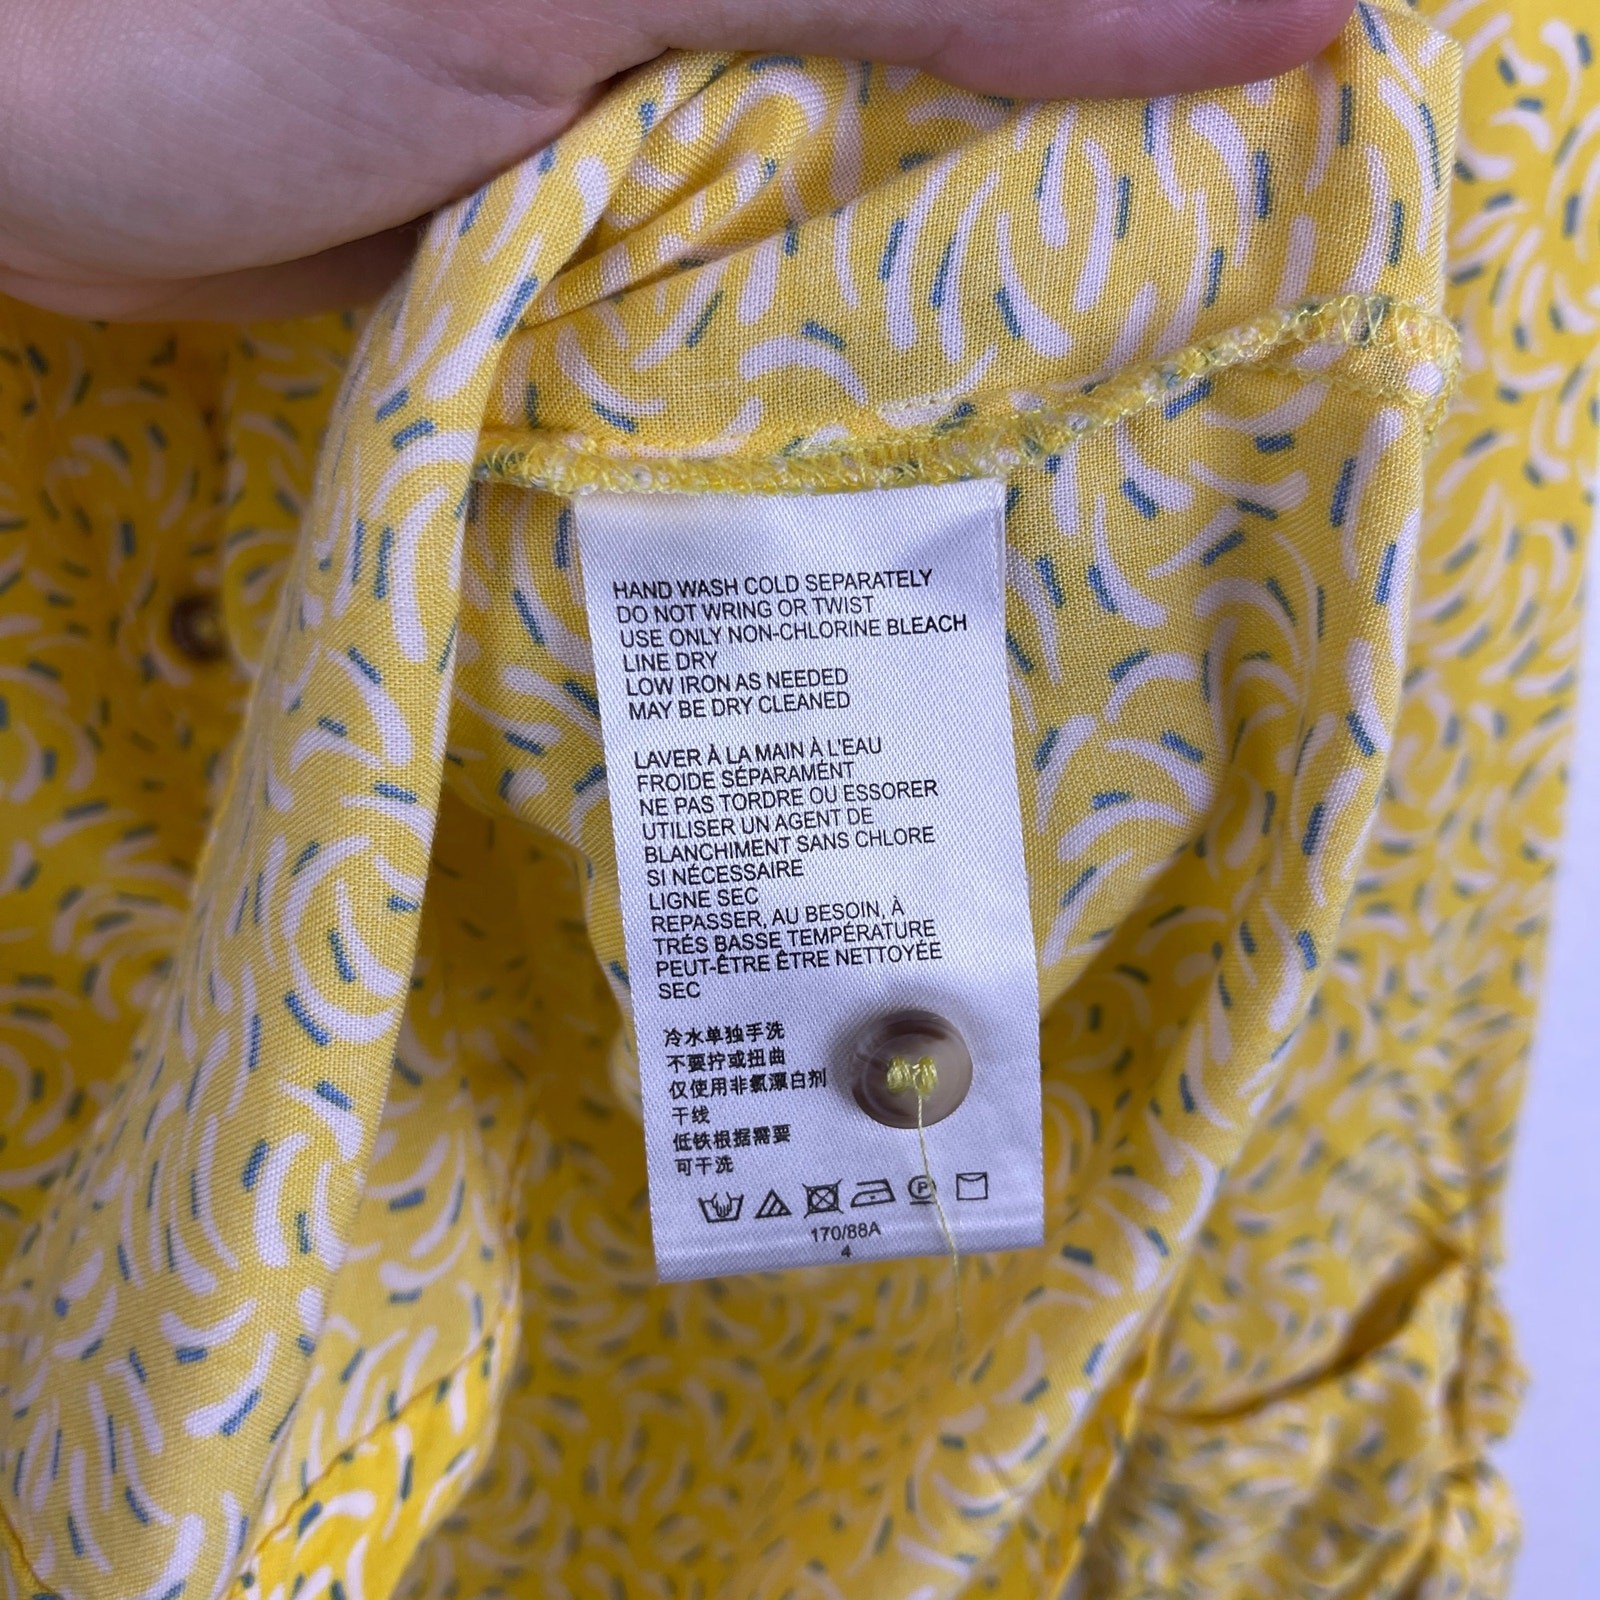 HAND WASH COLD SEPARATELY
DO NOT WRING OR TWIST
USE ONLY NON-CHLORINE BLEACH
LINE DRY
LOW IRON AS NEEDED
MAY BE DRY CLEANED
LAVER À LA MAIN À L'EAU
FROIDE SÉPARAMENT
NE PAS TORDRE OU ESSORER
UTILISER UN AGENT DE
BLANCHIMENT SANS CHLORE
SI NÉCESSAIRE
LIGNE SEC
REPASSER, AU BESOIN, À
TRÉS BASSE TEMPÉRATURE
PEUT-ÊTRE ÊTRE NETTOYÉE
SEC
冷水单独手洗
不要拧或扭曲
仅使用非氯漂白剂
干线
低铁根据需要
可干洗
P
170/88A
4